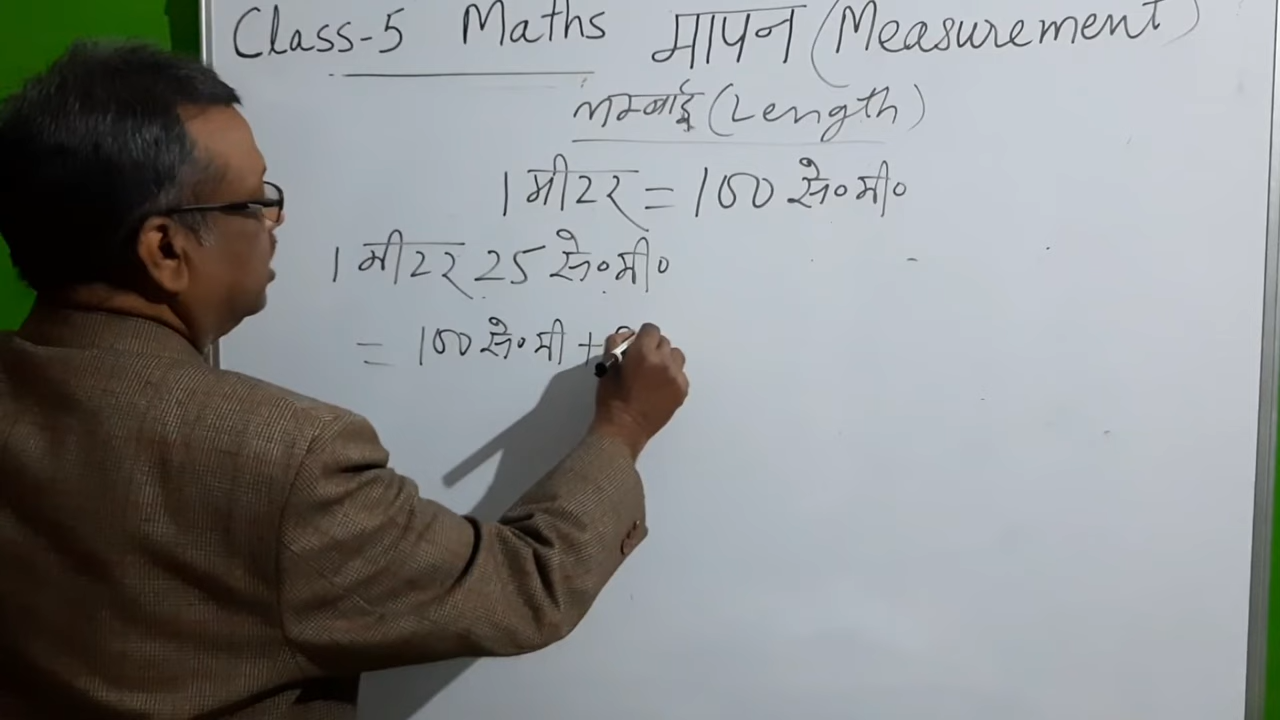 Class-5 Maths मापन (Measurement)
लम्बाई (Length)
1 मीटर = 100 से०मी०
1 मीटर 25 से०मी०
= 100 से०मी +